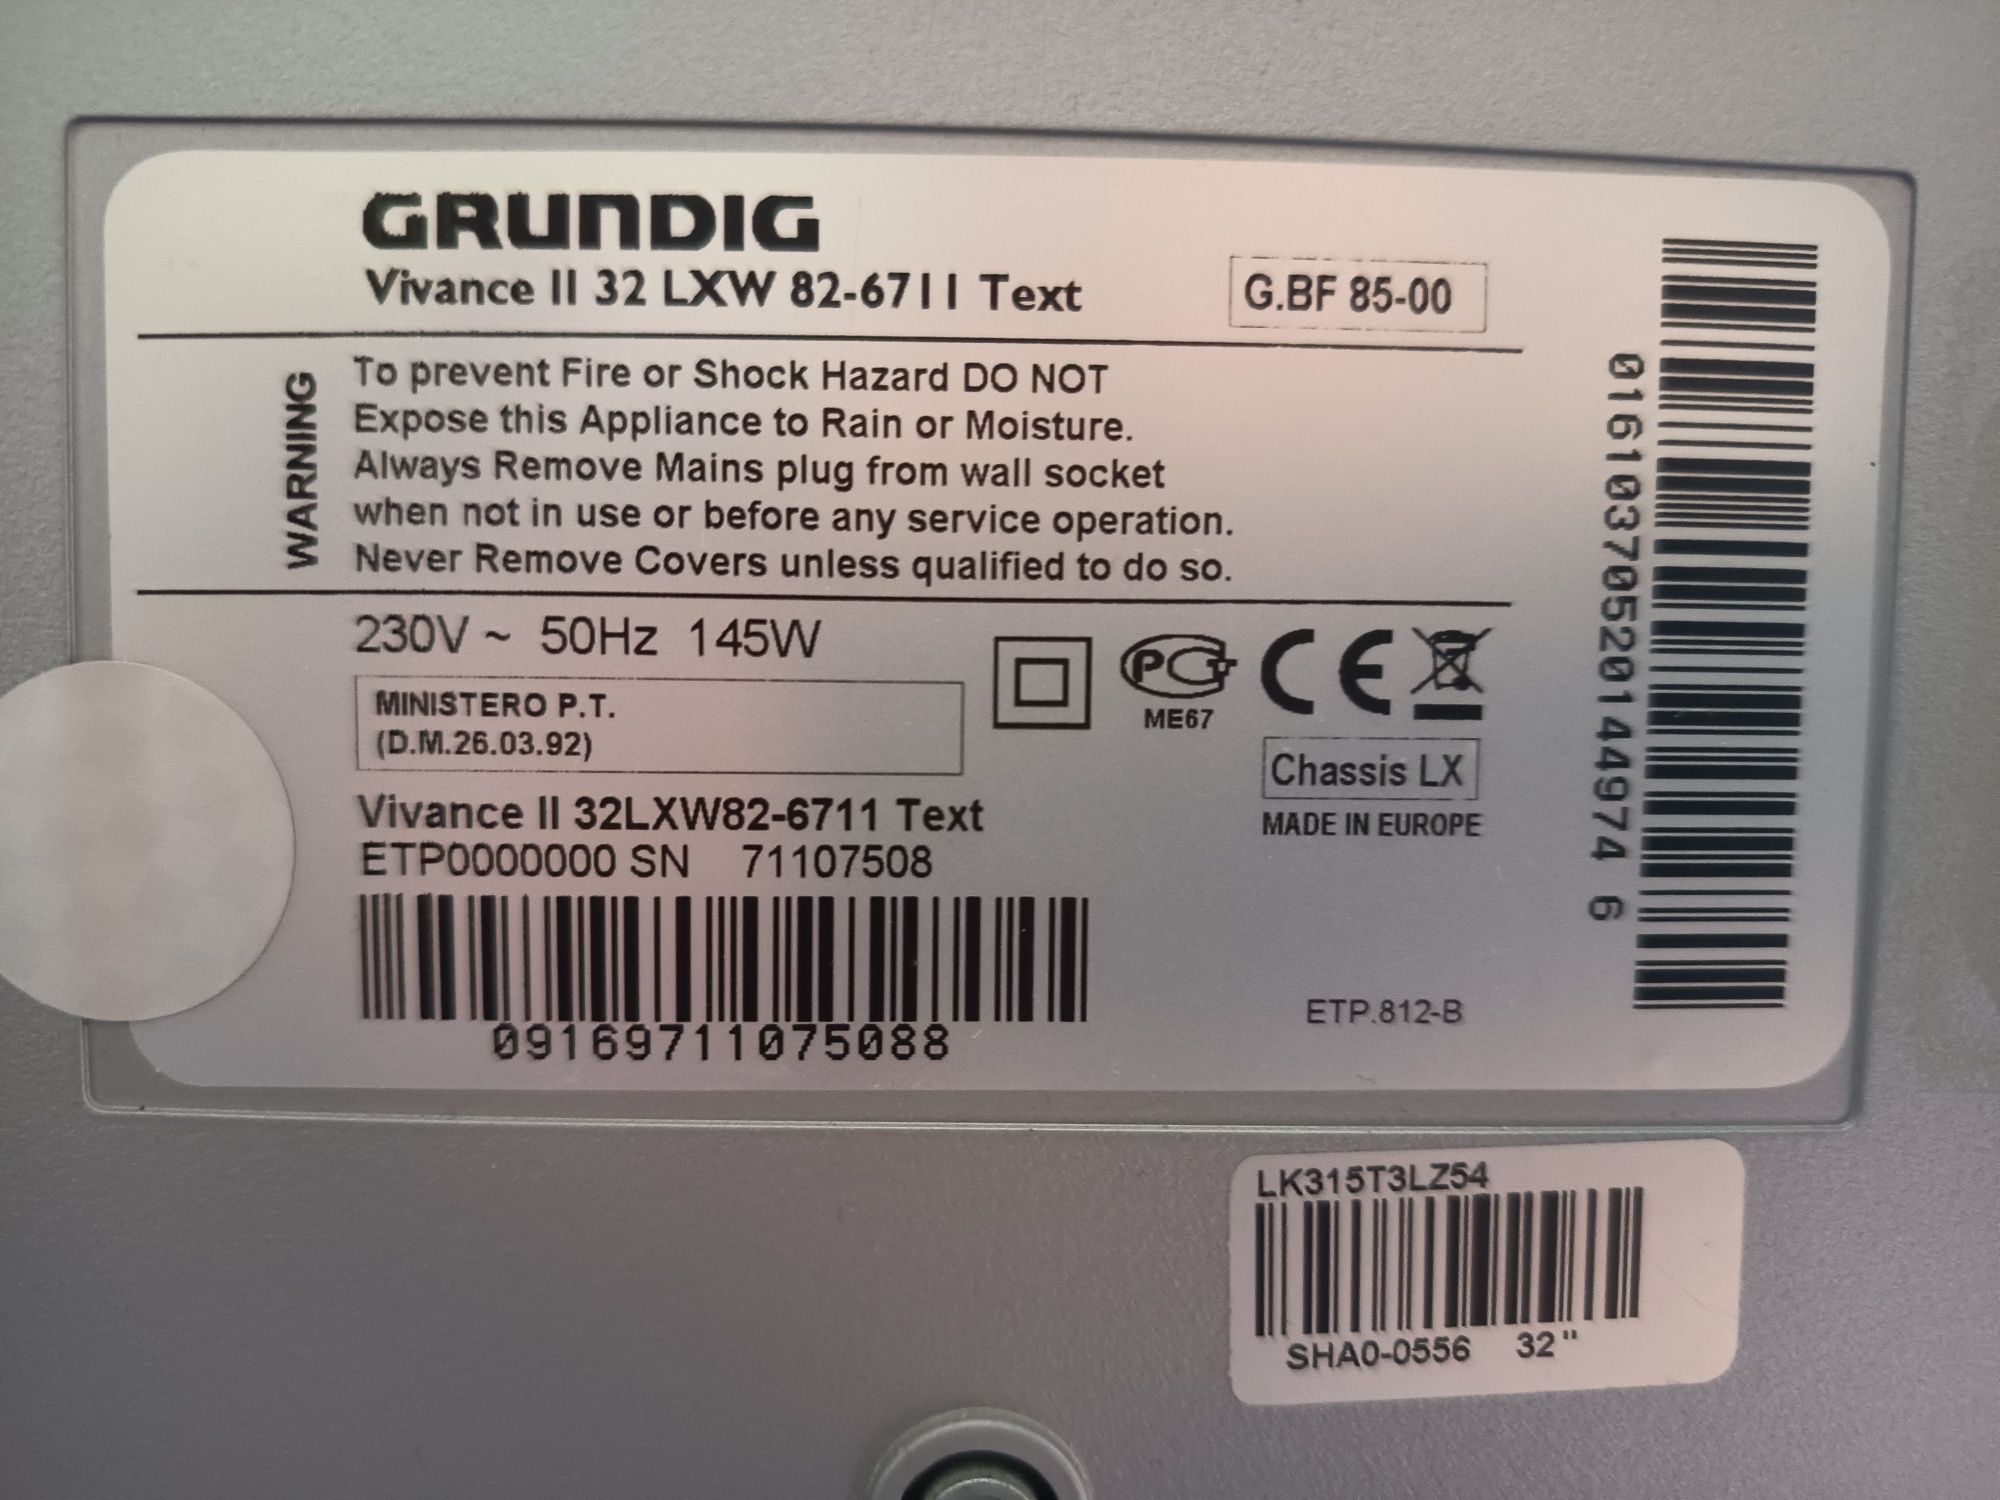 GRUNDIG
Vivance II 32 LXW 82-6711 Text
G.BF 85-00
WARNING
To prevent Fire or Shock Hazard DO NOT
Expose this Appliance to Rain or Moisture.
Always Remove Mains plug from wall socket
when not in use or before any service operation.
Never Remove Covers unless qualified to do so.
230V ~ 50Hz 145W
MINISTERO P.T.
(D.M.26.03.92)
PCT
ME67
CE
Chassis LX
MADE IN EUROPE
Vivance II 32LXW82-6711 Text
ETP0000000 SN 71107508
09169711075088
ETP.812-B
0161037052014 4974 6
LK315T3LZ54
SHA0-0556 32"